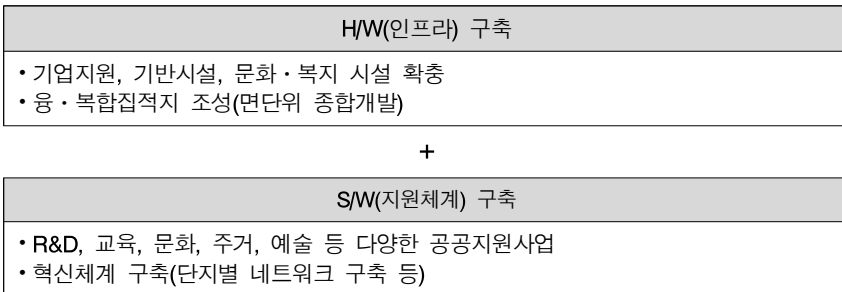 H/W(인프라) 구축
• 기업지원, 기반시설, 문화・복지 시설 확충
• 융・복합집적지 조성(면단위 종합개발)
+
S/W(지원체계) 구축
• R&D, 교육, 문화, 주거, 예술 등 다양한 공공지원사업
• 혁신체계 구축(단지별 네트워크 구축 등)